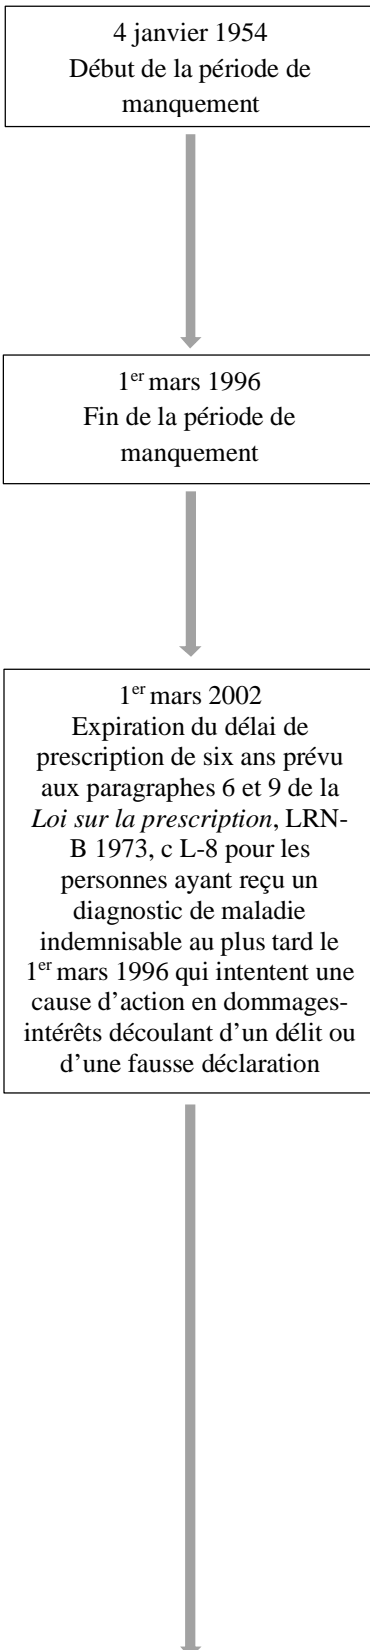 4 janvier 1954
Début de la période de
manquement
1er mars 1996
Fin de la période de
manquement
1er mars 2002
Expiration du délai de
prescription de six ans prévu
aux paragraphes 6 et 9 de la
Loi sur la prescription, LRN-
B 1973, c L-8 pour les
personnes ayant reçu un
diagnostic de maladie
indemnisable au plus tard le
1er mars 1996 qui intentent une
cause d’action en dommages-
intérêts découlant d’un délit ou
d’une fausse déclaration